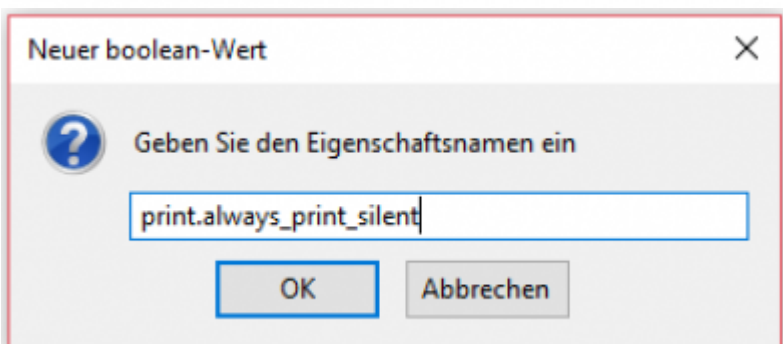 Neuer boolean-Wert
Geben Sie den Eigenschaftsnamen ein
print.always_print_silent
OK Abbrechen